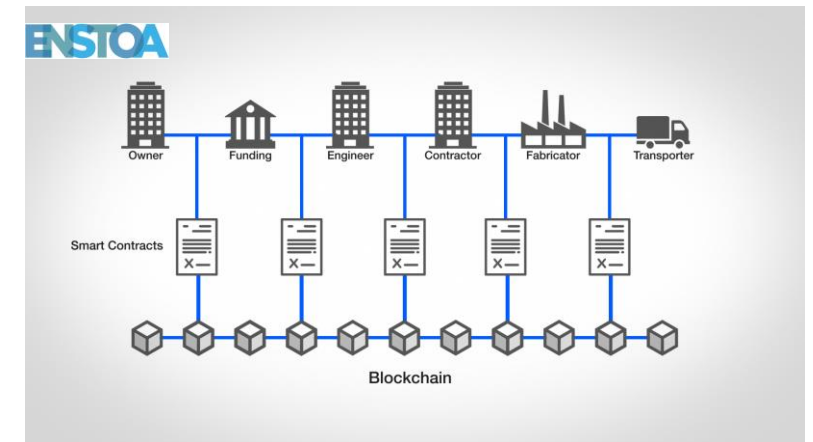 ENSTOA
Owner
Funding
Engineer
Contractor
Fabricator
Transporter
Smart Contracts
X
X
X
X
X
Blockchain